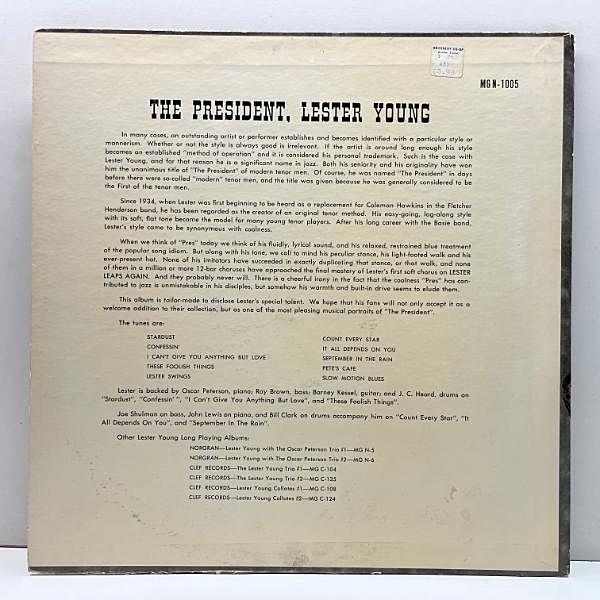 MG N-1005
THE PRESIDENT, LESTER YOUNG
In many cases, an outstanding artist or performer establishes and becomes identified with a particular style or
mannerism. Whether or not the style is always good is irrelevant. If the artist is around long enough his style
becomes an established "method of operation" and it is considered his personal trademark. Such is the case with
Lester Young, and for that reason he is a significant name in jazz. Both his seniority and his originality have won
him the unanimous title of "The President" of modern tenor men. Of course, he was named "The President" in days
before there were so-called "modern" tenor men, and the title was given because he was generally considered to be
the First of the tenor men.
Since 1934, when Lester was first beginning to be heard as a replacement for Coleman Hawkins in the Fletcher
Henderson band, he has been regarded as the creator of an original tenor method. His easy-going, lag-along style
with its soft, flat tone became the model for many young tenor players. After his long career with the Basie band,
Lester's style came to be synonymous with coolness.
When we think of "Pres" today we think of his fluidly, lyrical sound, and his relaxed, restrained blue treatment
of the popular song idiom. But along with his tone, we call to mind his peculiar stance, his light-footed walk and his
ever-present hat. None of his imitators have succeeded in exactly duplicating that stance, or that walk, and none
of them in a million or more 12-bar choruses have approached the final mastery of Lester's first soft chorus on LESTER
LEAPS AGAIN. And they probably never will. There is a cheerful irony in the fact that the coolness "Pres" has con-
tributed to jazz is unmistakable in his disciples, but somehow his warmth and built-in drive seems to elude them.
This album is tailor-made to disclose Lester's special talent. We hope that his fans will not only accept it as a
welcome addition to their collection, but as one of the most pleasing musical portraits of "The President".
The tunes are:
STARDUST
CONFESSIN'
I CAN'T GIVE YOU ANYTHING BUT LOVE
THESE FOOLISH THINGS
LESTER SWINGS
COUNT EVERY STAR
IT ALL DEPENDS ON YOU
SEPTEMBER IN THE RAIN
PETE'S CAFE
SLOW MOTION BLUES
Lester is backed by Oscar Peterson, piano; Ray Brown, bass; Barney Kessel, guitar; and J. C. Heard, drums on
"Stardust", "Confessin' ", "I Can't Give You Anything But Love", and "These Foolish Things".
Joe Shulman on bass, John Lewis on piano, and Bill Clark on drums accompany him on "Count Every Star", "It
All Depends On You", and "September In The Rain".
Other Lester Young Long Playing Albums:
NORGRAN—Lester Young with The Oscar Peterson Trio #1—MG N-5
NORGRAN—Lester Young with The Oscar Peterson Trio #2—MG N-6
CLEF RECORDS—The Lester Young Trio #1—MG C-104
CLEF RECORDS—The Lester Young Trio #2—MG C-135
CLEF RECORDS—Lester Young Collates #1—MG C-108
CLEF RECORDS—Lester Young Collates #2—MG C-124